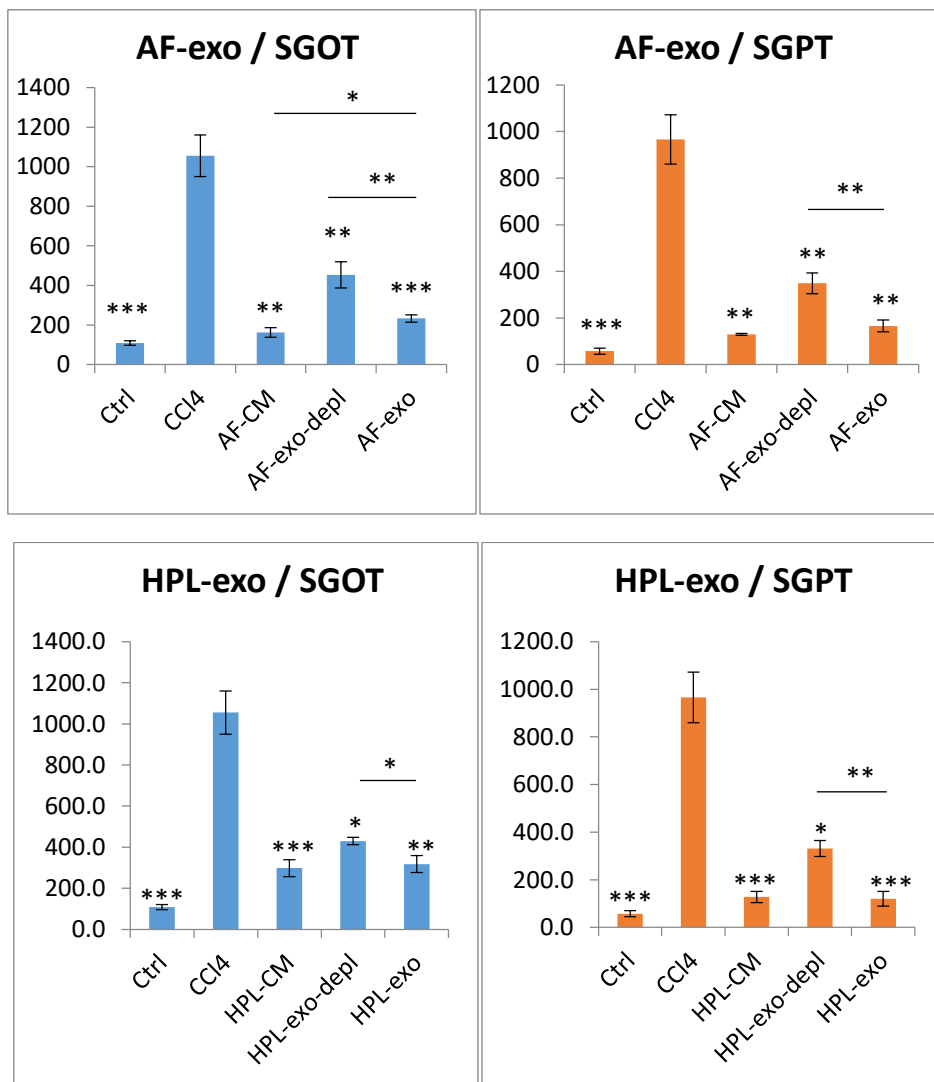 AF-exo / SGOT
1400
1200
1000
800
600
400
200
0
*
**
***
**
**
***
Ctrl
CCl4
AF-CM
AF-exo-depl
AF-exo
AF-exo / SGPT
1200
1000
800
600
400
200
0
**
***
**
**
**
Ctrl
CCl4
AF-CM
AF-exo-depl
AF-exo
HPL-exo / SGOT
1400.0
1200.0
1000.0
800.0
600.0
400.0
200.0
0.0
*
***
***
*
**
Ctrl
CCl4
HPL-CM
HPL-exo-depl
HPL-exo
HPL-exo / SGPT
1200.0
1000.0
800.0
600.0
400.0
200.0
0.0
**
***
***
*
***
Ctrl
CCl4
HPL-CM
HPL-exo-depl
HPL-exo